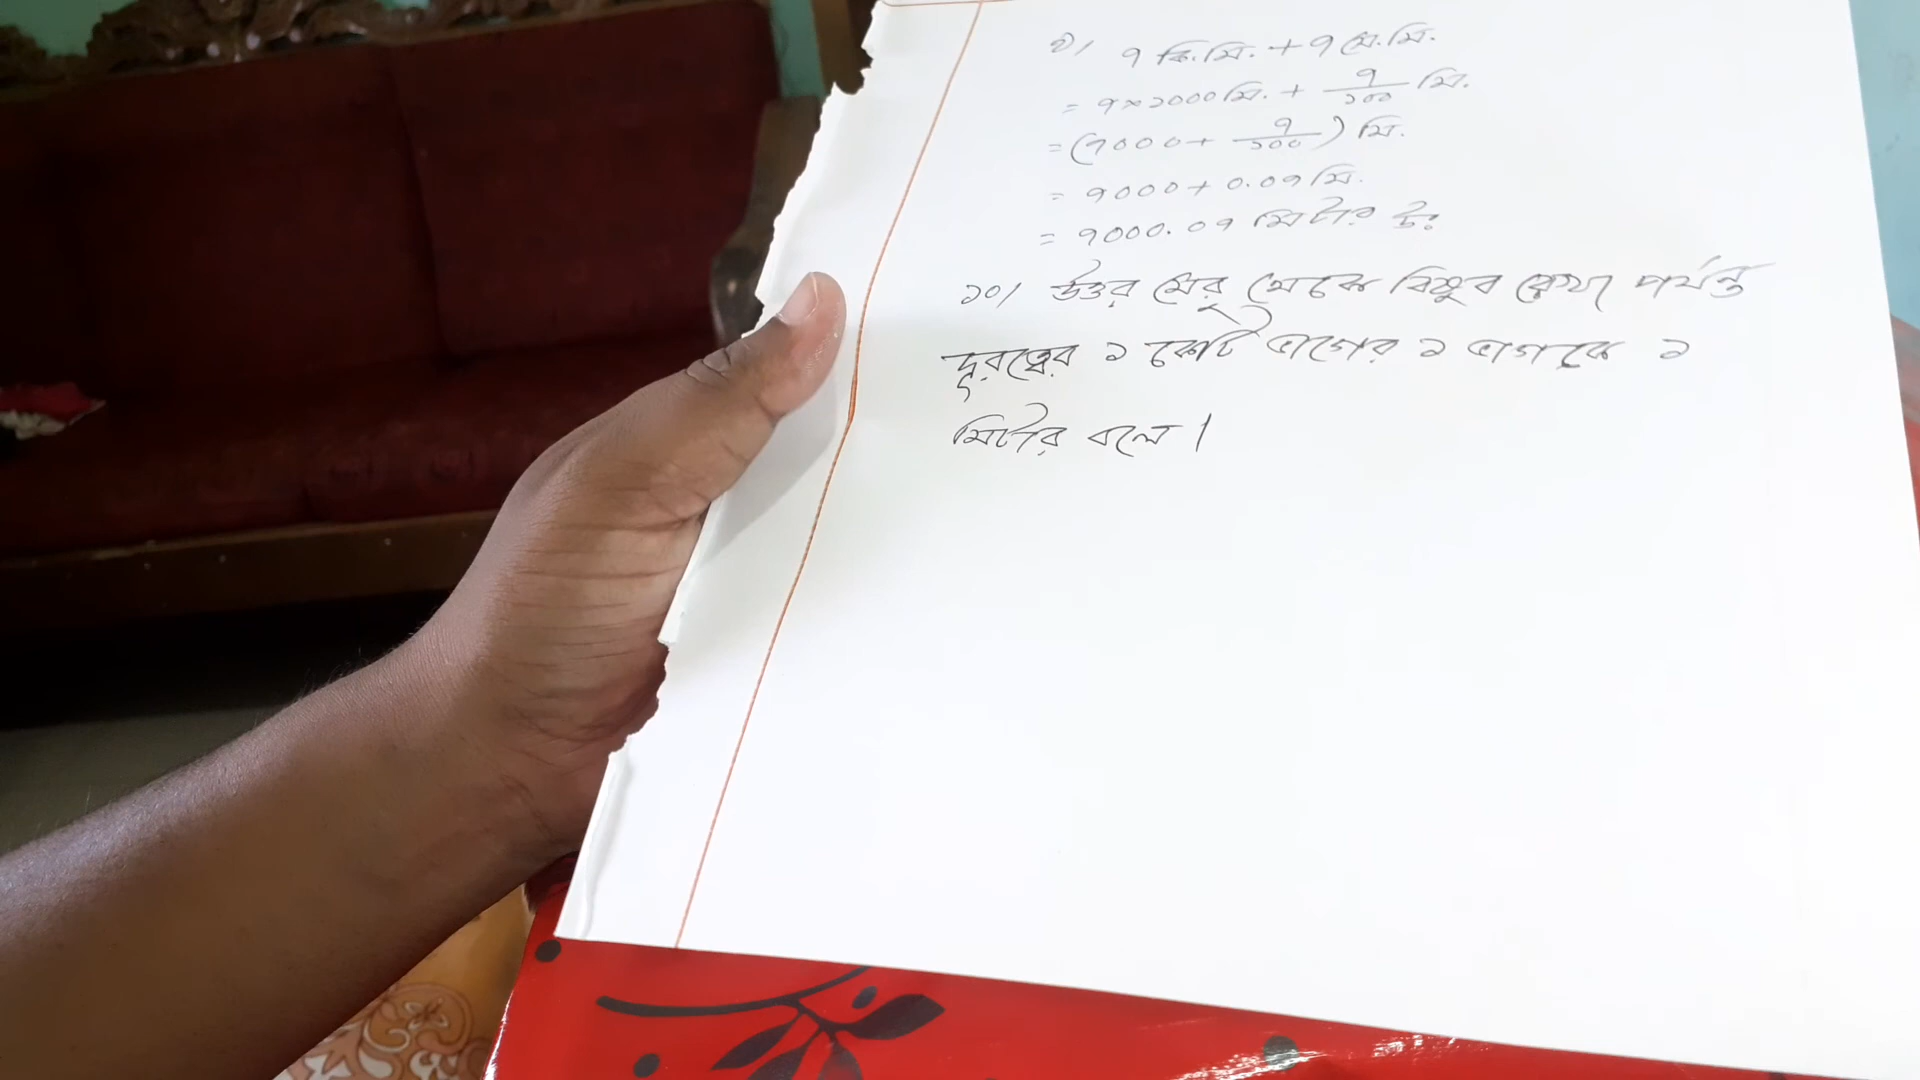 ৩/ ৭ কি.মি. + ৭ সে.মি.
= ৭×১০০০ মি. + ৭/১০০ মি.
= (৭০০০ + ৭/১০০) মি.
= ৭০০০ + ০.০৭ মি.
= ৭০০০.০৭ মিটার উঃ
১০/ উত্তর মেরু থেকে বিষুব রেখা পর্যন্ত
দূরত্বের ১ কোটি ভাগের ১ ভাগকে ১
মিটার বলে।